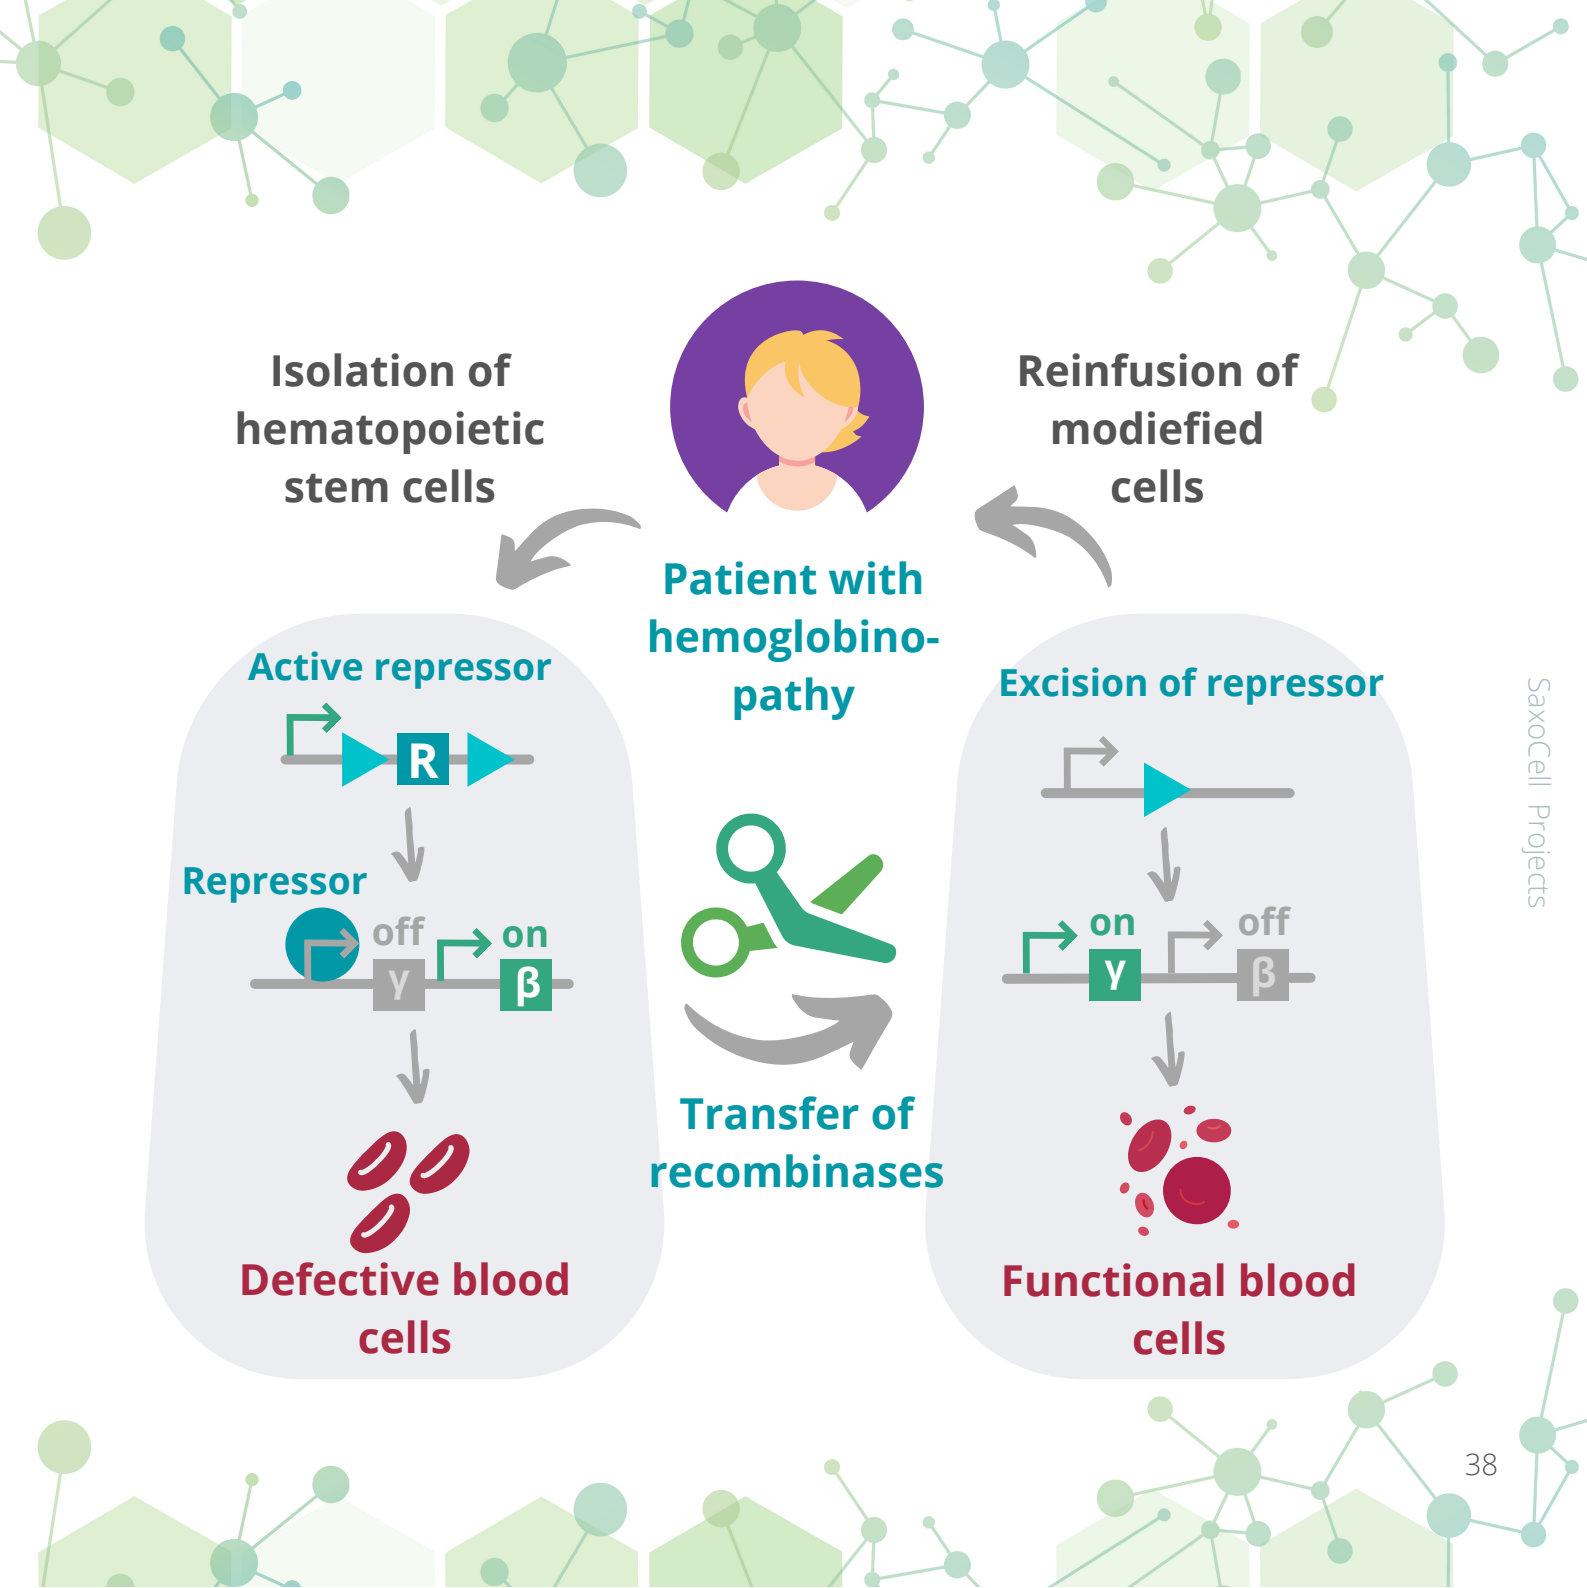 Isolation of
hematopoietic
stem cells
Reinfusion of
modiefied
cells
Patient with
hemoglobino-
pathy
Active repressor
R
Repressor
off
on
γ
β
Transfer of
recombinases
Excision of repressor
on
off
γ
β
Defective blood
cells
Functional blood
cells
SaxoCell Projects
38